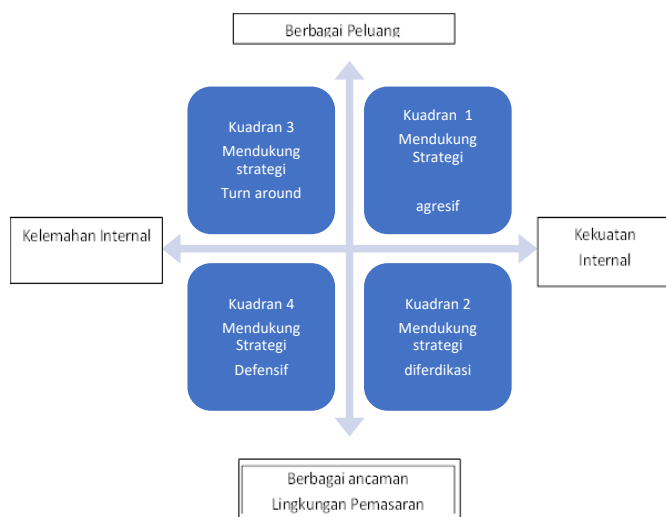 Berbagai Peluang
Kuadran 3
Mendukung
strategi
Turn around
Kuadran 1
Mendukung
Strategi
agresif
Kelemahan Internal
Kekuatan
Internal
Kuadran 4
Mendukung
Strategi
Defensif
Kuadran 2
Mendukung
strategi
diferdikasi
Berbagai ancaman
Lingkungan Pemasaran